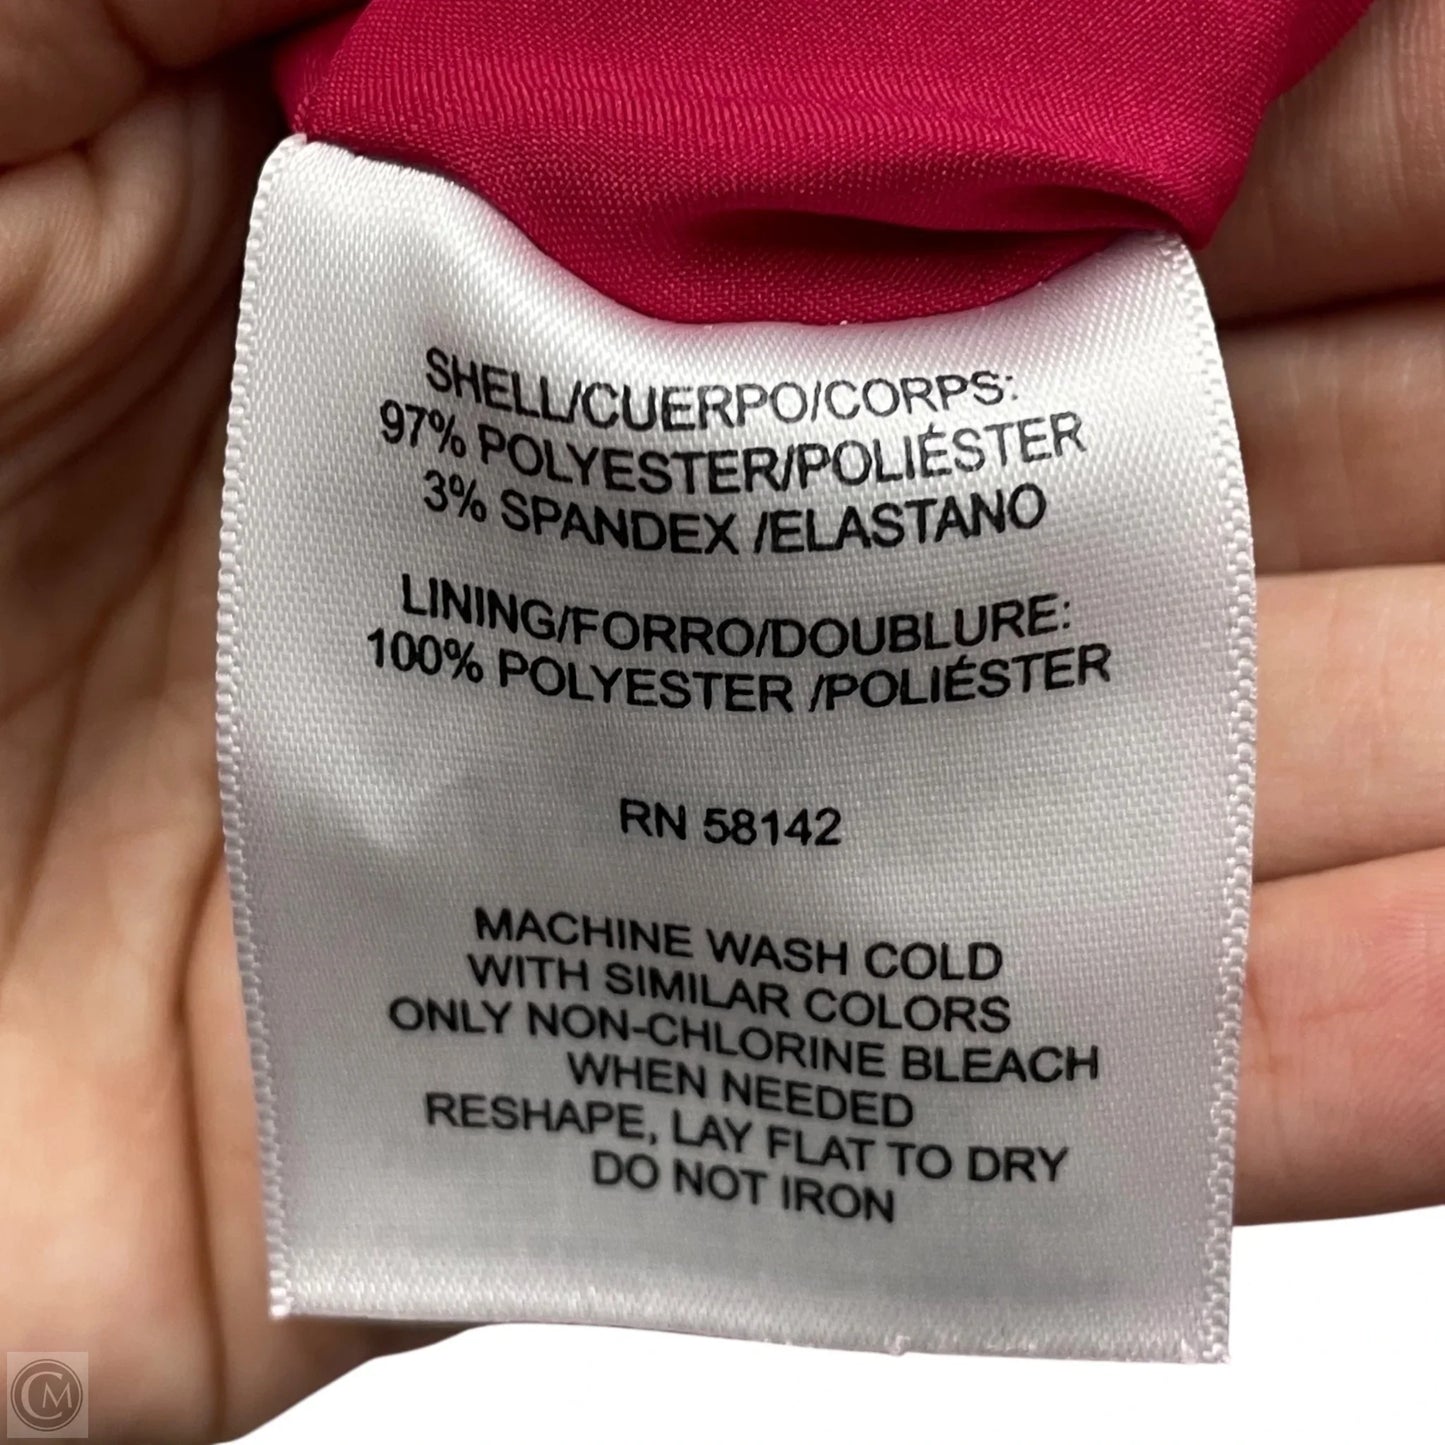 SHELL/CUERPO/CORPS:
97% POLYESTER/POLIÉSTER
3% SPANDEX /ELASTANO
LINING/FORRO/DOUBLURE:
100% POLYESTER /POLIÉSTER
RN 58142
MACHINE WASH COLD
WITH SIMILAR COLORS
ONLY NON-CHLORINE BLEACH
WHEN NEEDED
RESHAPE, LAY FLAT TO DRY
DO NOT IRON
CM